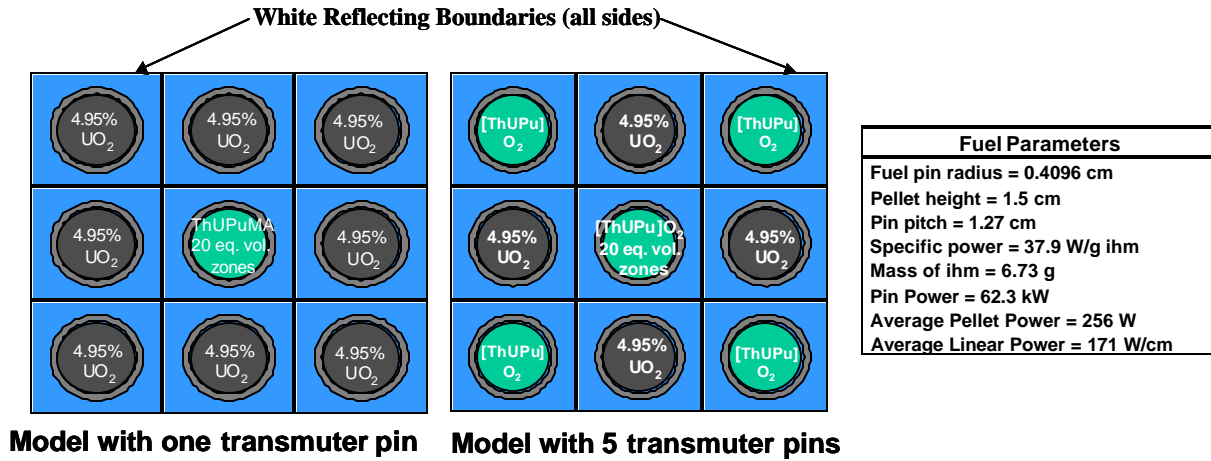 White Reflecting Boundaries (all sides)
4.95%
UO2
4.95%
UO2
4.95%
UO2
4.95%
UO2
ThUPuMA
20 eq. vol.
zones
4.95%
UO2
4.95%
UO2
4.95%
UO2
4.95%
UO2
Model with one transmuter pin
[ThUPu]
O2
4.95%
UO2
[ThUPu]
O2
4.95%
UO2
[ThUPu]O2
20 eq. vol.
zones
4.95%
UO2
[ThUPu]
O2
4.95%
UO2
[ThUPu]
O2
Model with 5 transmuter pins
Fuel Parameters
Fuel pin radius = 0.4096 cm
Pellet height = 1.5 cm
Pin pitch = 1.27 cm
Specific power = 37.9 W/g ihm
Mass of ihm = 6.73 g
Pin Power = 62.3 kW
Average Pellet Power = 256 W
Average Linear Power = 171 W/cm